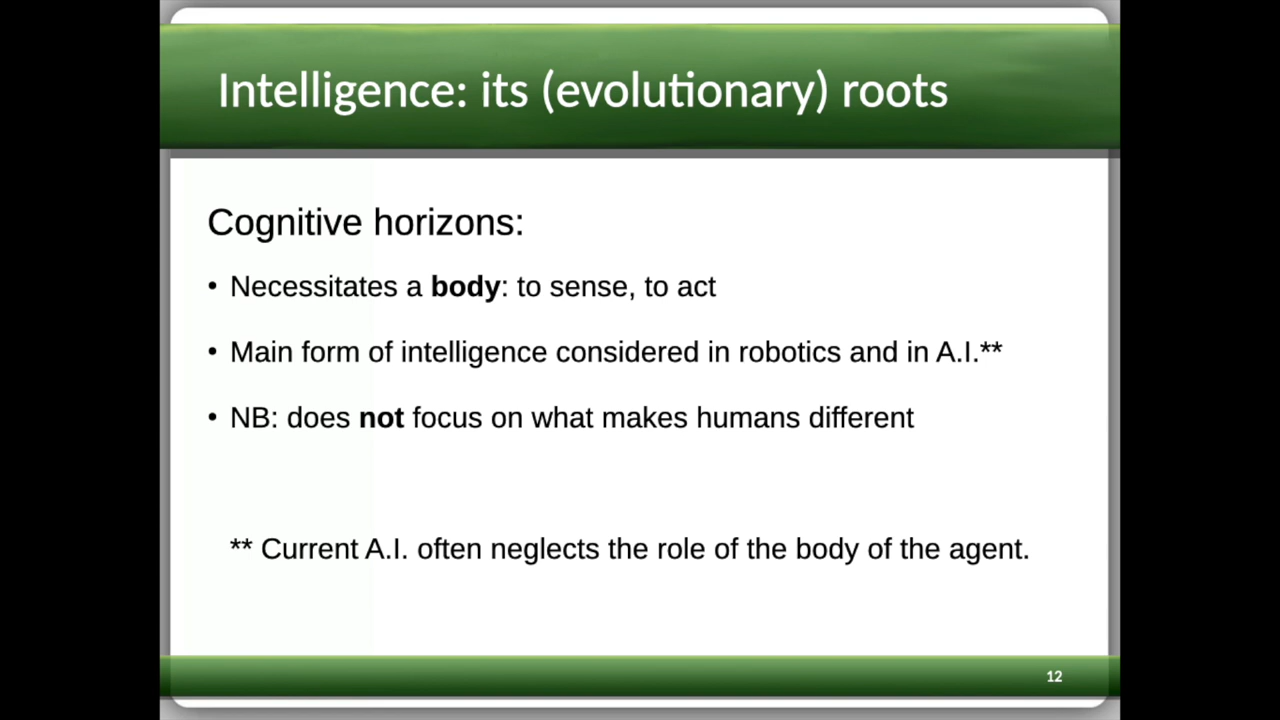 Intelligence: its (evolutionary) roots
Cognitive horizons:
• Necessitates a body: to sense, to act
• Main form of intelligence considered in robotics and in A.I.**
• NB: does not focus on what makes humans different
** Current A.I. often neglects the role of the body of the agent.
12